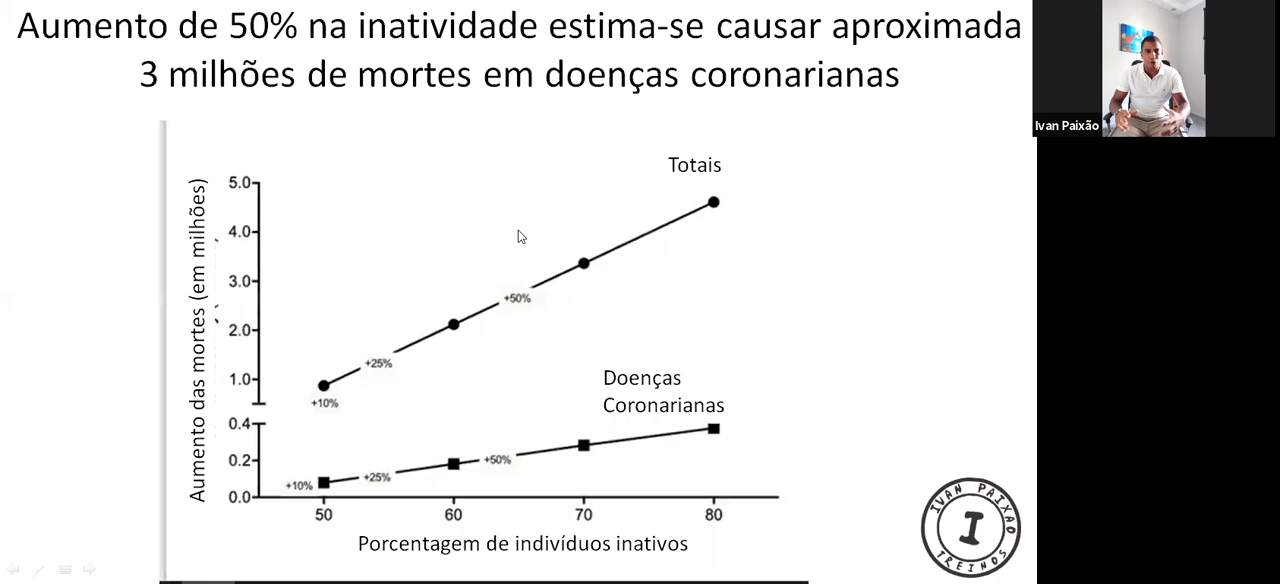 Aumento de 50% na inatividade estima-se causar aproximada
3 milhões de mortes em doenças coronarianas
Ivan Paixão
Totais
Aumento das mortes (em milhões)
5.0
4.0
3.0
2.0
1.0
+50%
+25%
+10%
Doenças
Coronarianas
0.4
0.2
0.0
+10%
+25%
+50%
50 60 70 80
Porcentagem de indivíduos inativos
IVAN PAIXAO
I
TREINOS